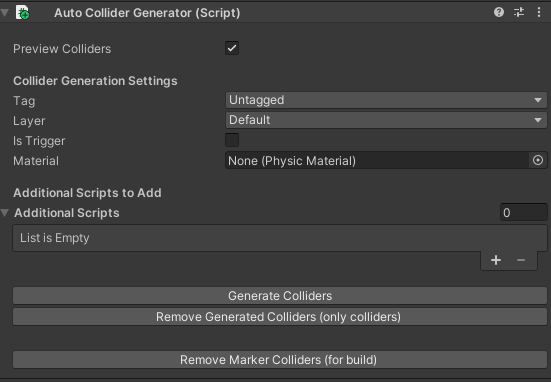 Auto Collider Generator (Script)
Preview Colliders
Collider Generation Settings
Tag Untagged
Layer Default
Is Trigger
Material None (Physic Material)
Additional Scripts to Add
Additional Scripts 0
List is Empty
+ −
Generate Colliders
Remove Generated Colliders (only colliders)
Remove Marker Colliders (for build)